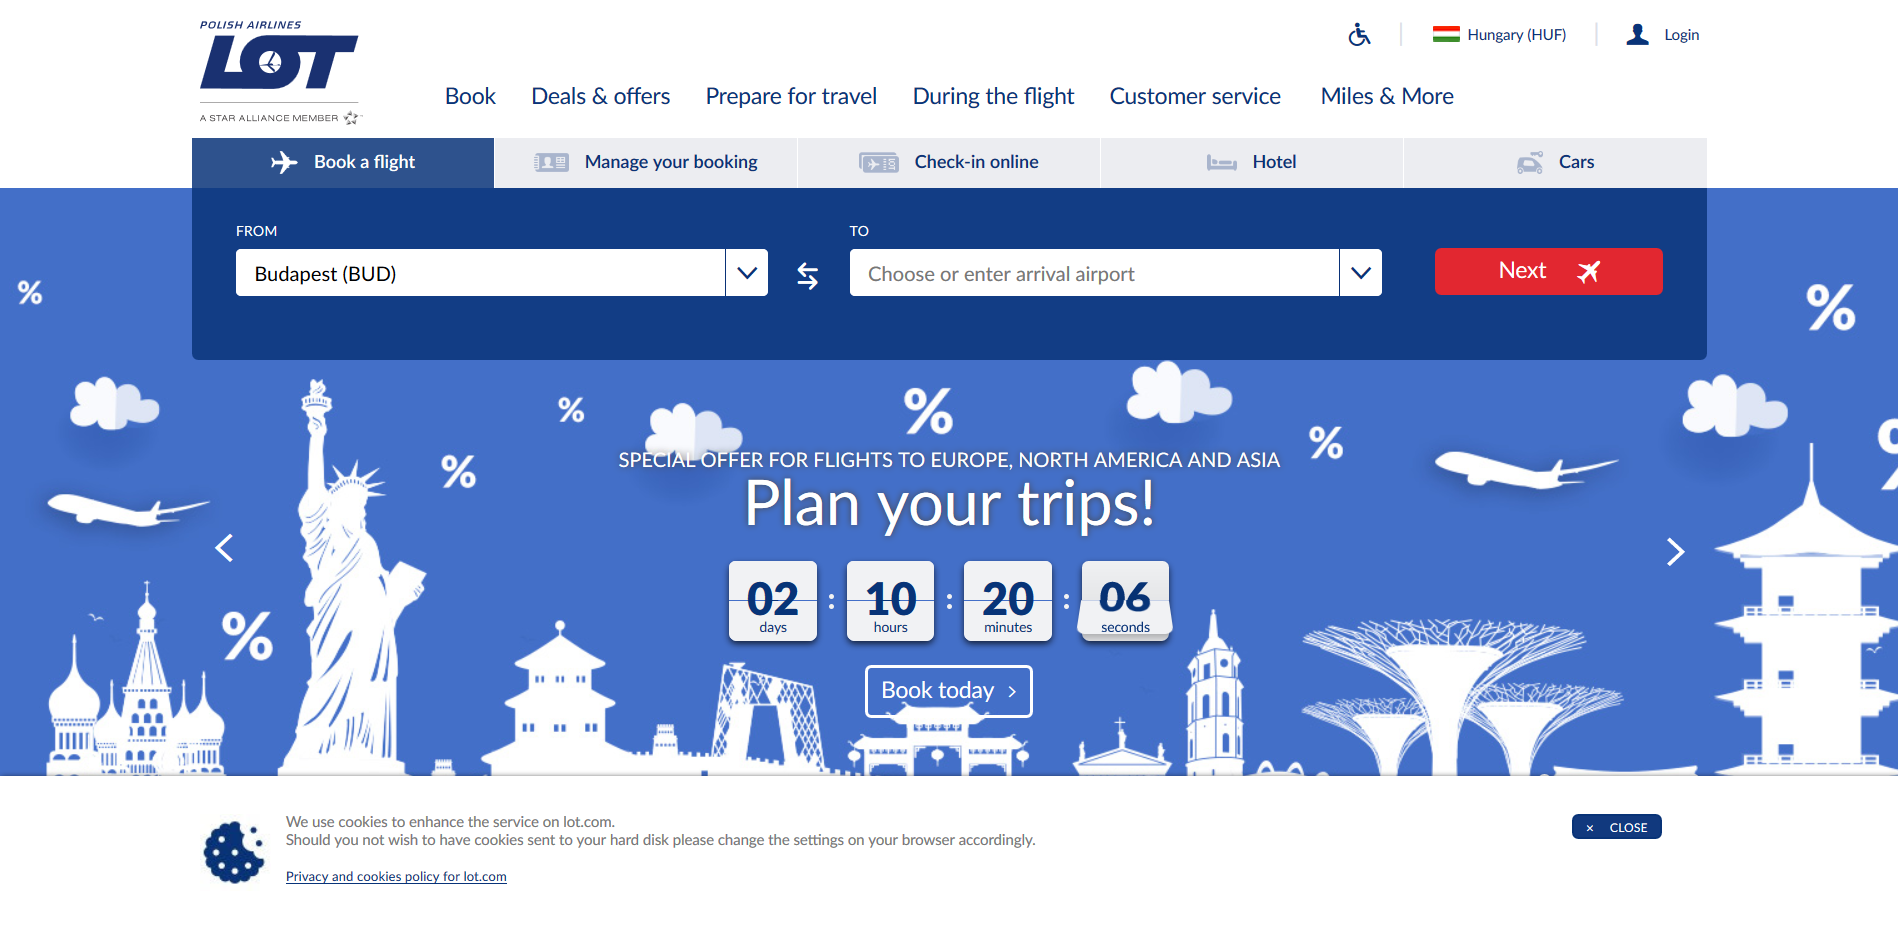 POLISH AIRLINES
LOT
A STAR ALLIANCE MEMBER
Hungary (HUF)
Login
Book
Deals & offers
Prepare for travel
During the flight
Customer service
Miles & More
Book a flight
Manage your booking
Check-in online
Hotel
Cars
FROM
TO
Budapest (BUD)
Choose or enter arrival airport
Next
%
%
%
%
%
%
%
%
SPECIAL OFFER FOR FLIGHTS TO EUROPE, NORTH AMERICA AND ASIA
Plan your trips!
02 : 10 : 20 : 06
days hours minutes seconds
Book today >
We use cookies to enhance the service on lot.com.
Should you not wish to have cookies sent to your hard disk please change the settings on your browser accordingly.
× CLOSE
Privacy and cookies policy for lot.com